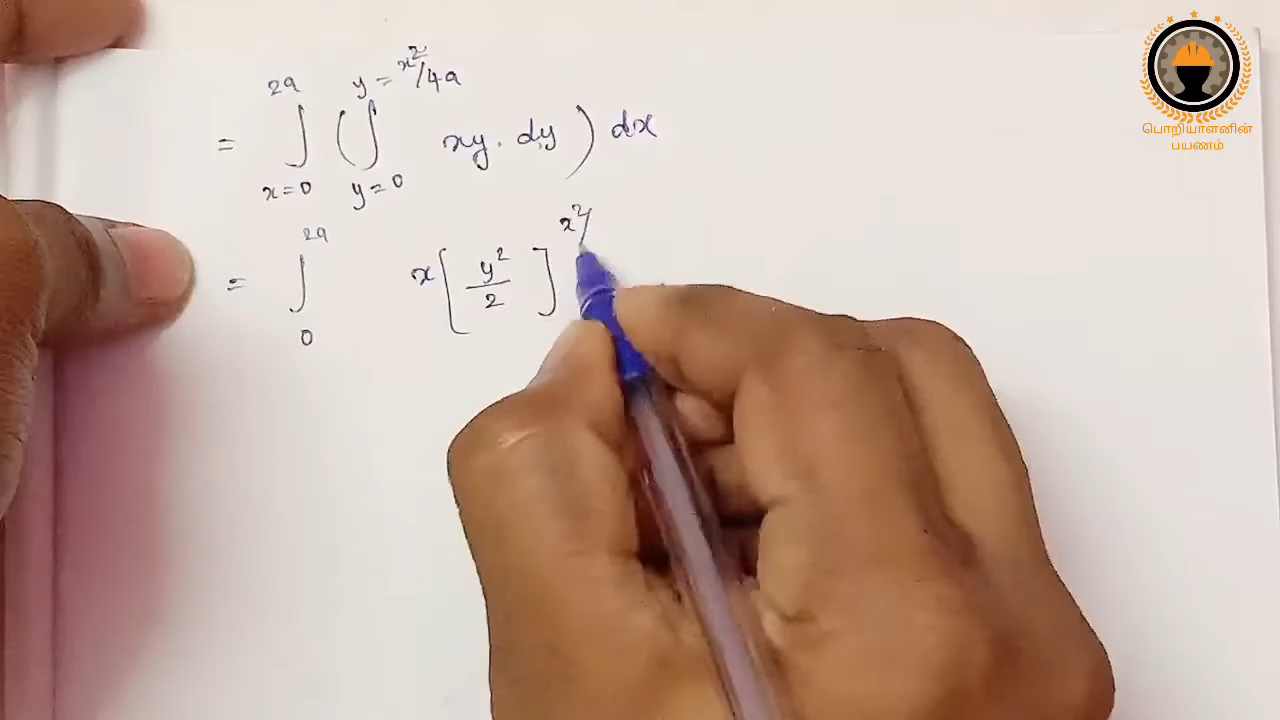 2a y = x²/4a
= ∫ ( ∫ xy. dy ) dx
x=0 y=0
2a x²/
= ∫ x [ y²/2 ]
0
பொறியாளனின்
பயணம்